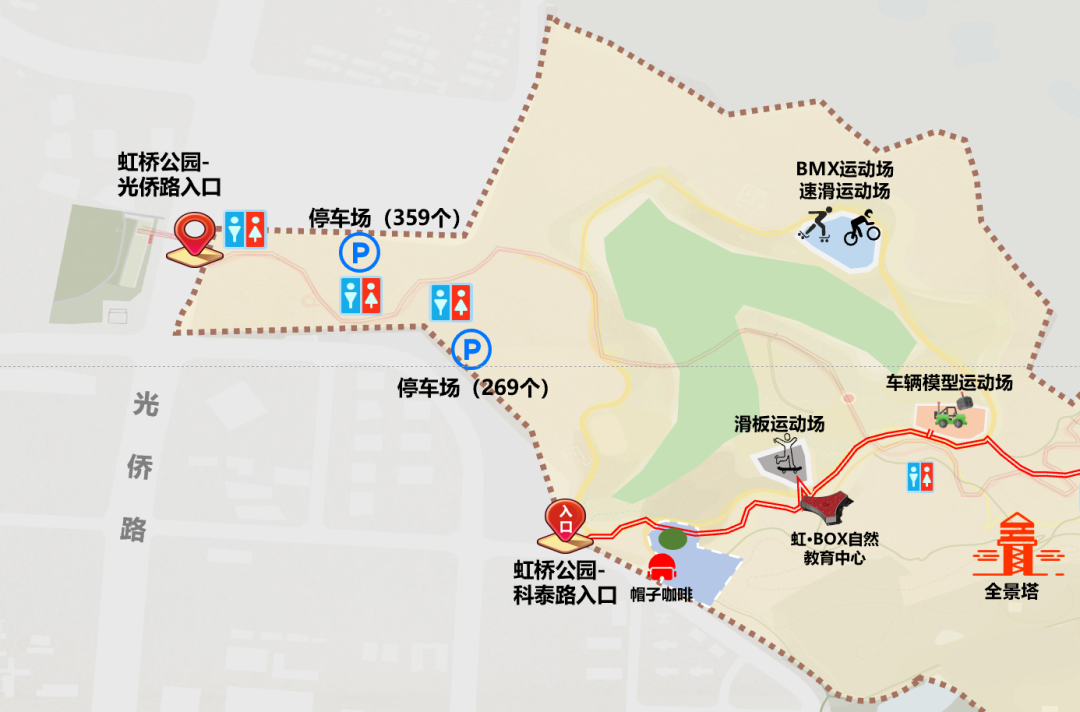 虹桥公园-
光侨路入口
停车场（359个）
P
BMX运动场
速滑运动场
P
停车场（269个）
车辆模型运动场
光
侨
路
滑板运动场
入
口
虹·BOX自然
教育中心
虹桥公园-
科泰路入口
帽子咖啡
全景塔